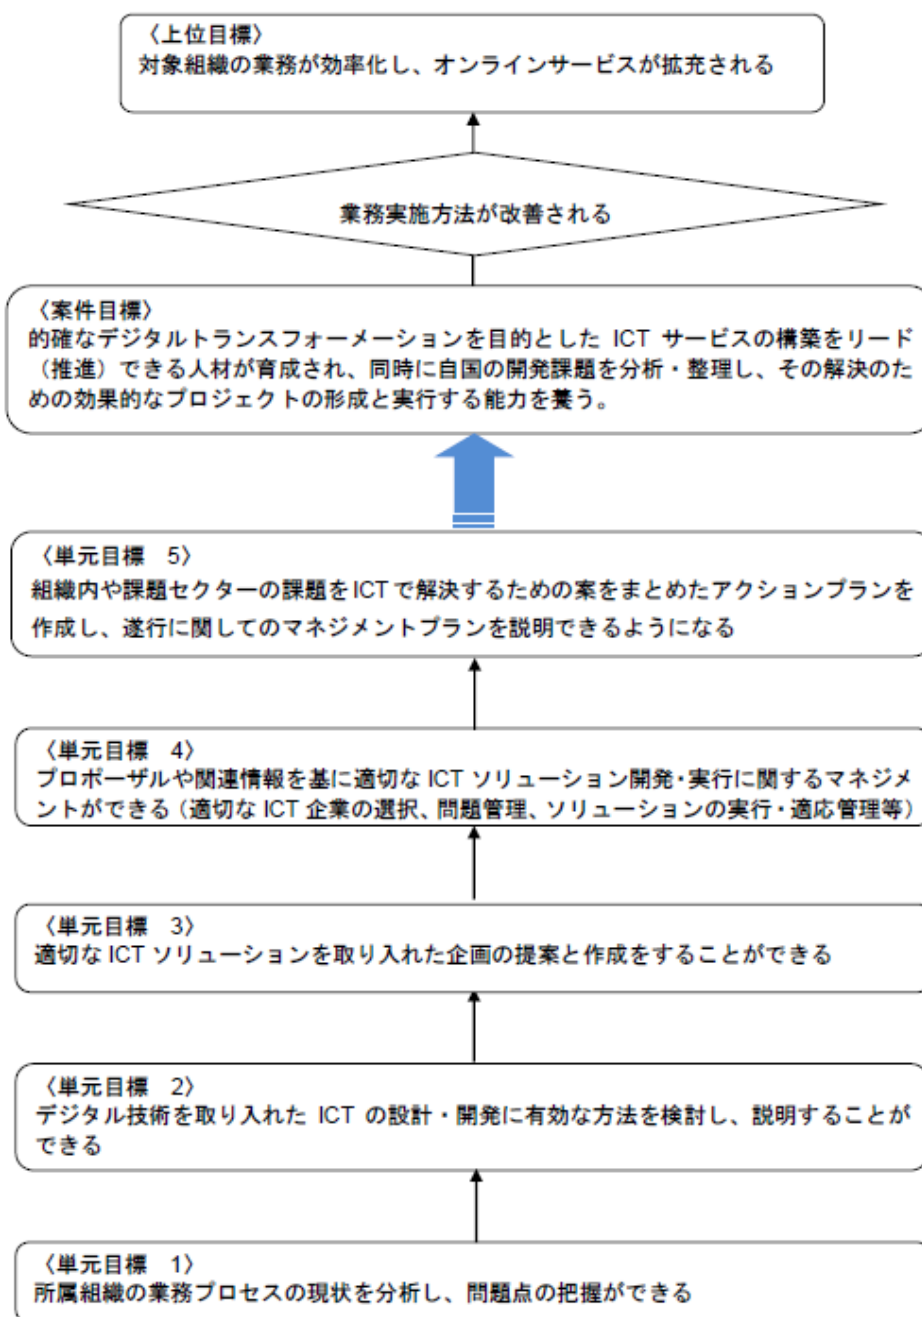 〈上位目標〉
対象組織の業務が効率化し、オンラインサービスが拡充される
業務実施方法が改善される
〈案件目標〉
的確なデジタルトランスフォーメーションを目的とした ICT サービスの構築をリード
（推進）できる人材が育成され、同時に自国の開発課題を分析・整理し、その解決のた
めの効果的なプロジェクトの形成と実行する能力を養う。
〈単元目標　5〉
組織内や課題セクターの課題をICTで解決するための案をまとめたアクションプランを
作成し、遂行に関してのマネジメントプランを説明できるようになる
〈単元目標　4〉
プロポーザルや関連情報を基に適切な ICT ソリューション開発・実行に関するマネジメ
ントができる（適切な ICT 企業の選択、問題管理、ソリューションの実行・適応管理等）
〈単元目標　3〉
適切な ICT ソリューションを取り入れた企画の提案と作成をすることができる
〈単元目標　2〉
デジタル技術を取り入れた ICT の設計・開発に有効な方法を検討し、説明することが
できる
〈単元目標　1〉
所属組織の業務プロセスの現状を分析し、問題点の把握ができる